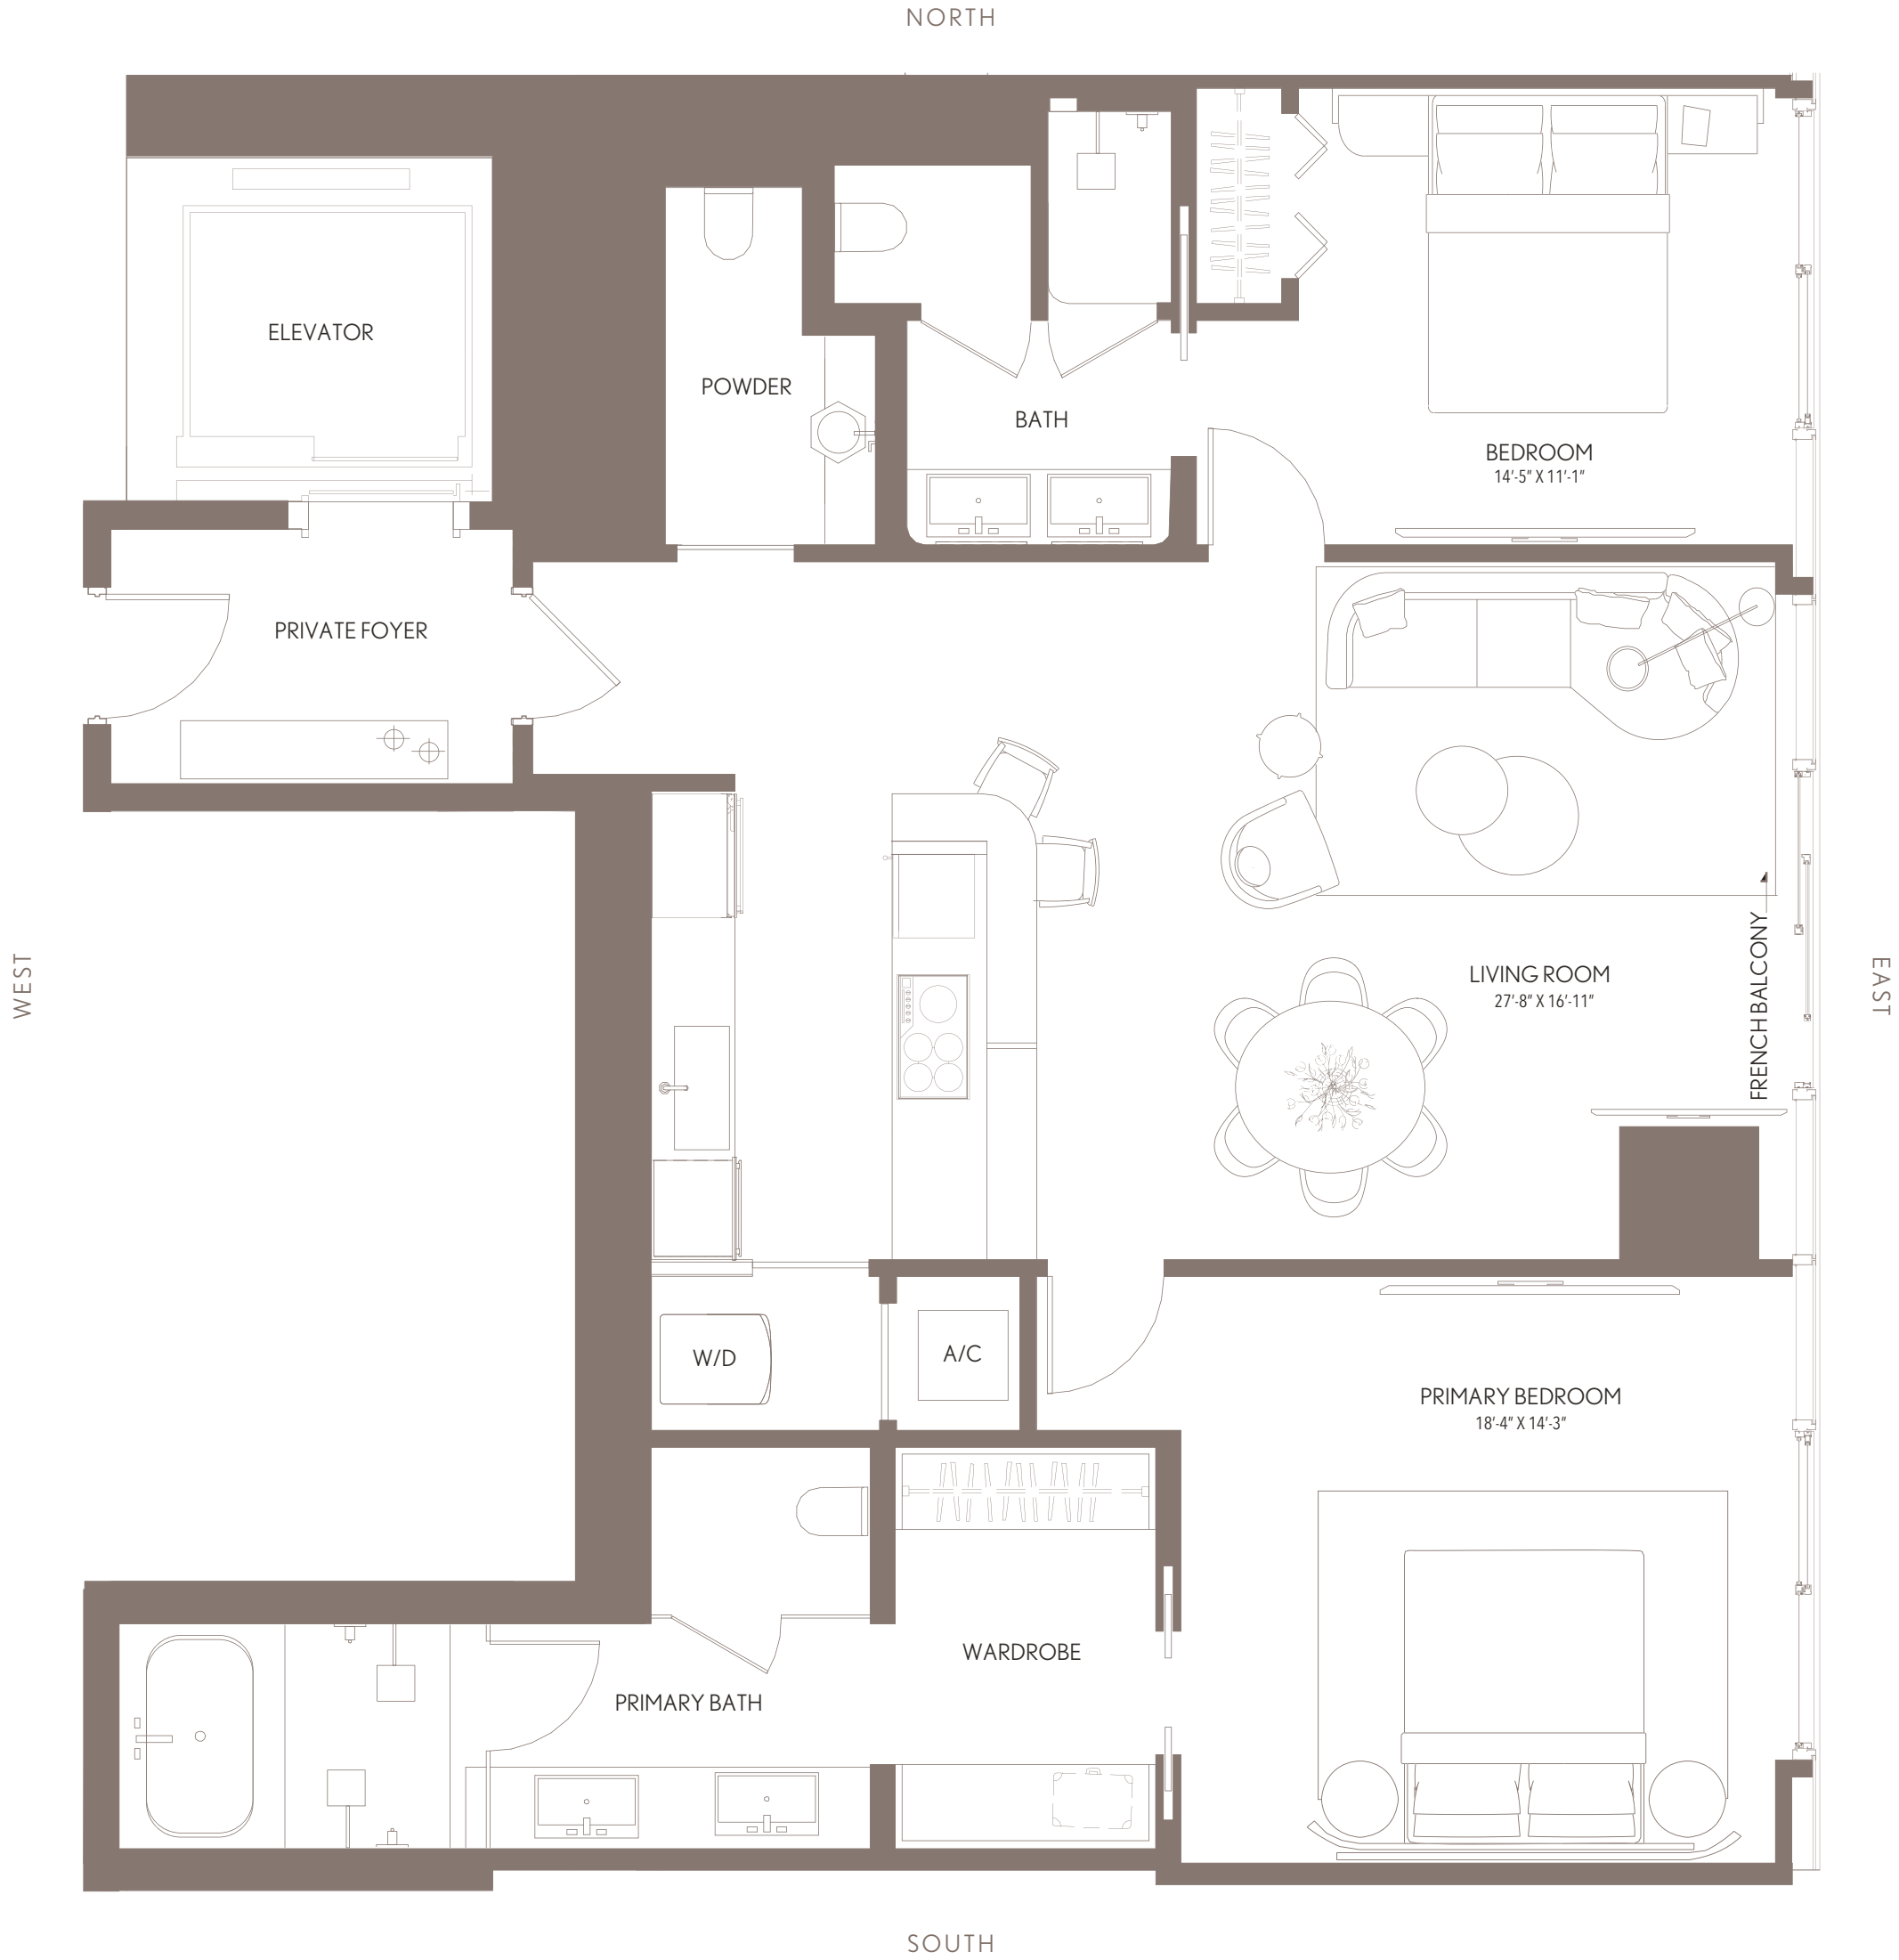 NORTH
ELEVATOR
POWDER
BATH
BEDROOM
14'-5" X 11'-1"
PRIVATE FOYER
WEST
EAST
LIVING ROOM
27'-8" X 16'-11"
FRENCH BALCONY
W/D
A/C
PRIMARY BEDROOM
18'-4" X 14'-3"
WARDROBE
PRIMARY BATH
SOUTH